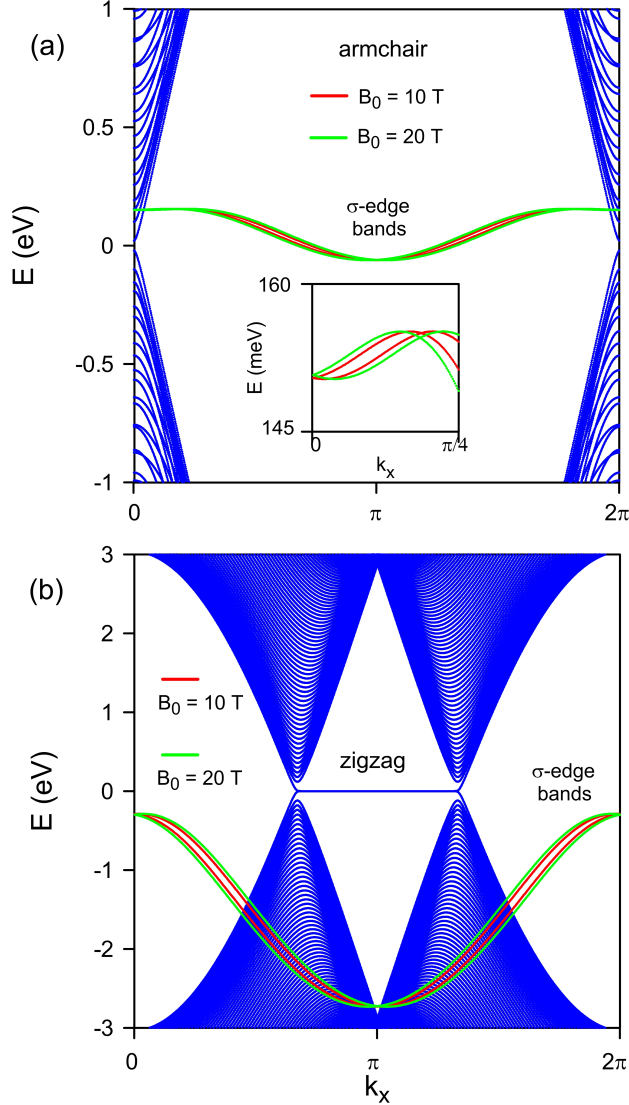 (a)
1
armchair
B₀ = 10 T
0.5
B₀ = 20 T
σ-edge
bands
E (eV)
0
160
E (meV)
-0.5
145
0
π/4
kₓ
-1
0
π
2π
(b)
3
2
B₀ = 10 T
1
zigzag
B₀ = 20 T
σ-edge
bands
E (eV)
0
-1
-2
-3
0
π
2π
kₓ